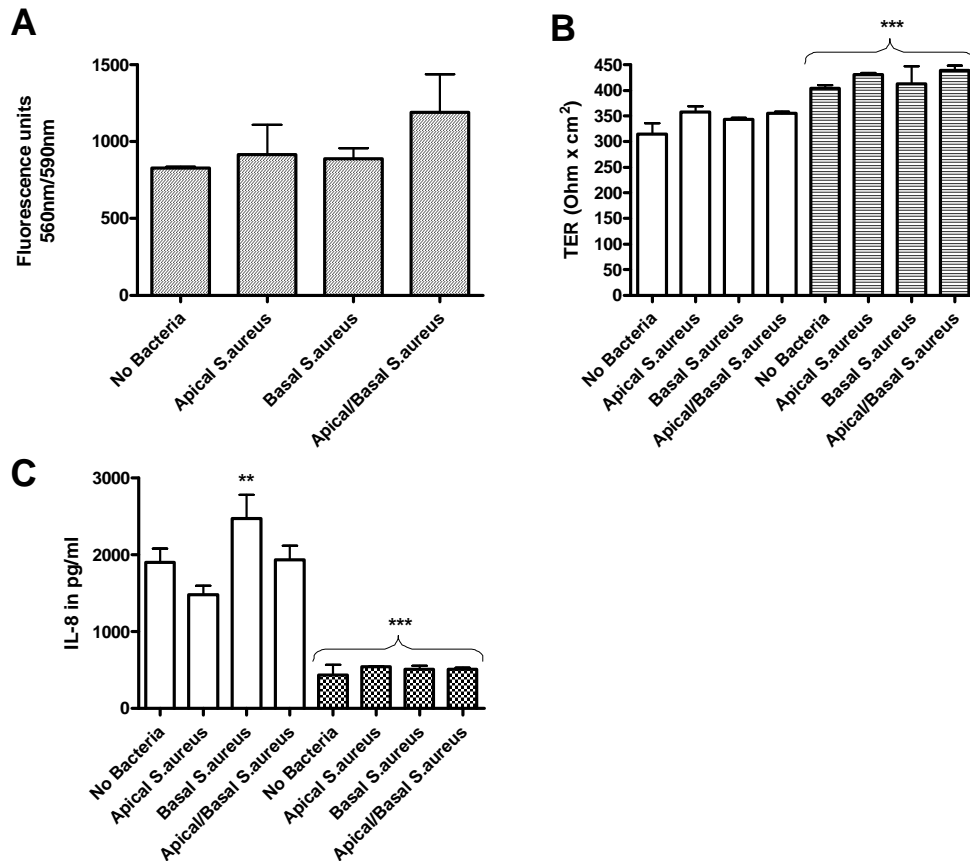 A
Fluorescence units
560nm/590nm
1500
1000
500
0
No Bacteria
Apical S.aureus
Basal S.aureus
Apical/Basal S.aureus
B
***
TER (Ohm x cm²)
450
400
350
300
250
200
150
100
50
0
No Bacteria
Apical S.aureus
Basal S.aureus
Apical/Basal S.aureus
No Bacteria
Apical S.aureus
Basal S.aureus
Apical/Basal S.aureus
C
IL-8 in pg/ml
3000
2000
1000
0
**
***
No Bacteria
Apical S.aureus
Basal S.aureus
Apical//Basal S.aureus
No Bacteria
Apical S.aureus
Basal S.aureus
Apical/Basal S.aureus